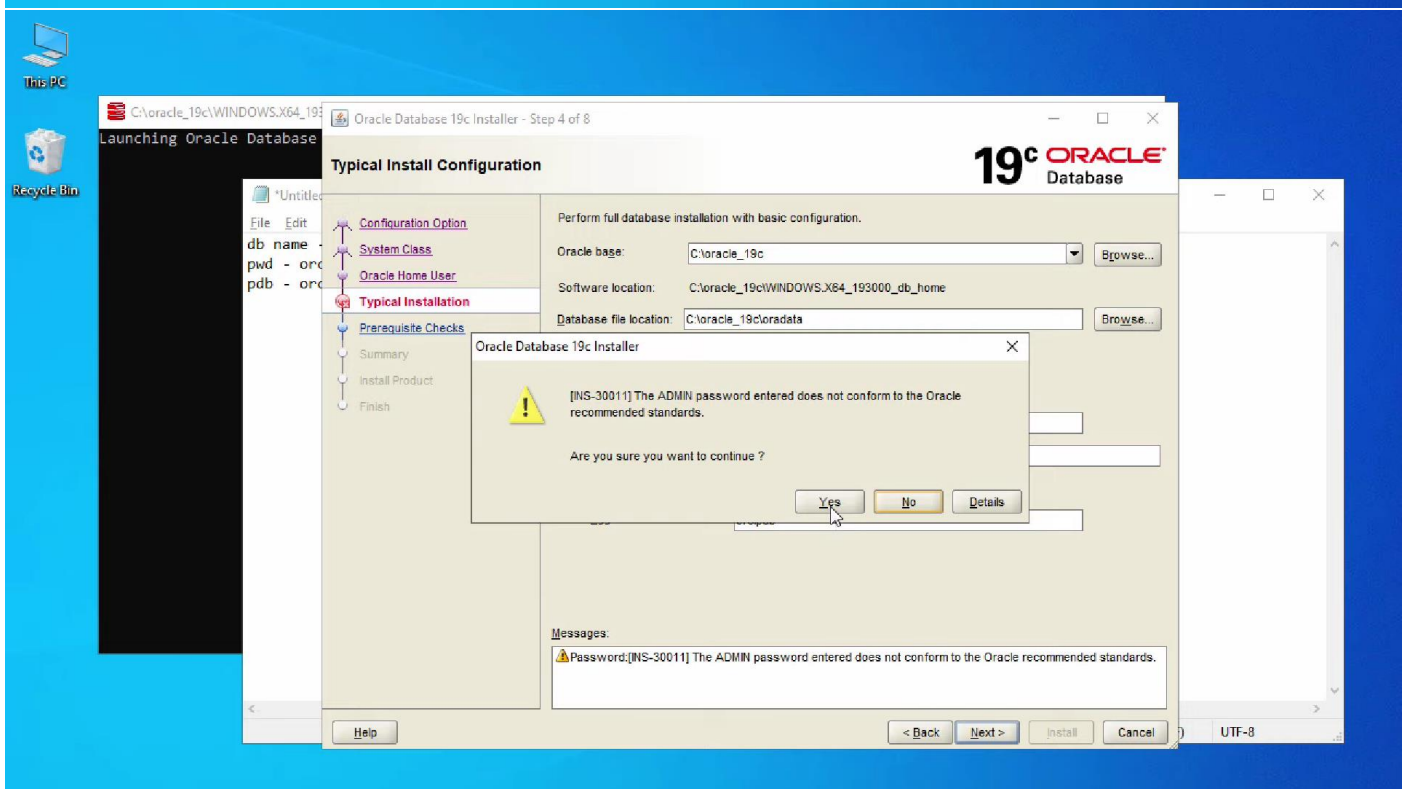 This PC
Recycle Bin
C:\oracle_19c\WINDOWS.X64_193
Launching Oracle Database
*Untitled
File Edit
db name -
pwd - orc
pdb - orc
Oracle Database 19c Installer - Step 4 of 8
Typical Install Configuration
19c ORACLE
Database
Configuration Option
System Class
Oracle Home User
Typical Installation
Prerequisite Checks
Summary
Install Product
Finish
Perform full database installation with basic configuration.
Oracle base: C:\oracle_19c Browse...
Software location: C:\oracle_19c\WINDOWS.X64_193000_db_home
Database file location: C:\oracle_19c\oradata Browse...
Oracle Database 19c Installer
[INS-30011] The ADMIN password entered does not conform to the Oracle
recommended standards.
Are you sure you want to continue ?
Yes No Details
Messages:
Password:[INS-30011] The ADMIN password entered does not conform to the Oracle recommended standards.
Help < Back Next > Install Cancel
UTF-8